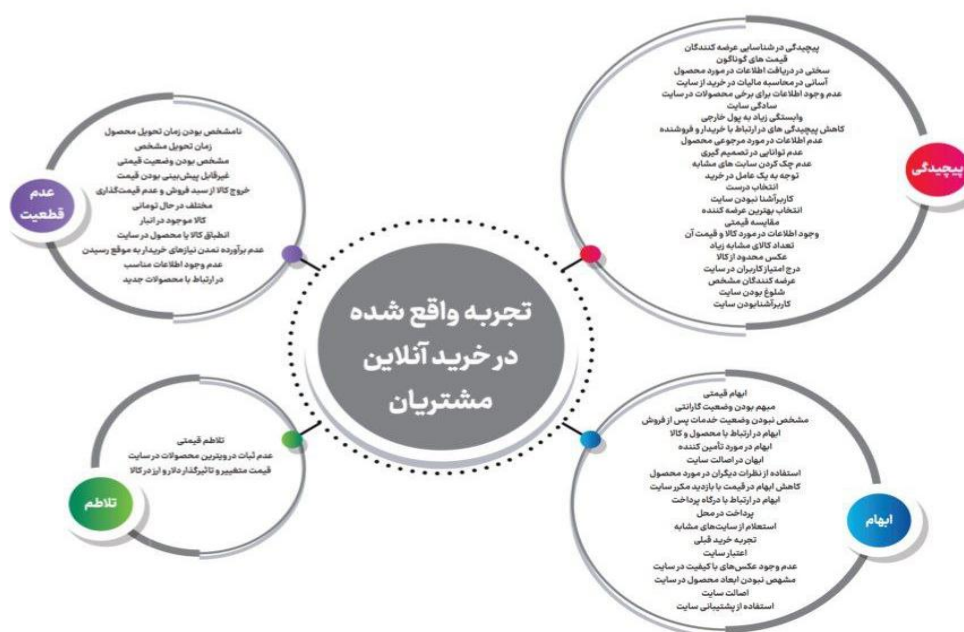 پیچیدگی در شناسایی عرضه کنندگان
قیمت های گوناگون
سختی در دریافت اطلاعات در مورد محصول
آسانی در محاسبه مالیات در خرید از سایت
عدم وجود اطلاعات برای برخی محصولات در سایت
سادگی سایت
وابستگی زیاد به پول خارجی
کاهش پیچیدگی های در ارتباط با خریدار و فروشنده
عدم اطلاعات در مورد مرجوعی محصول
عدم توانایی در تصمیم گیری
عدم چک کردن سایت های مشابه
توجه به یک عامل در خرید
انتخاب درست
کاربرآشنا نبودن سایت
انتخاب بهترین عرضه کننده
مقایسه قیمتی
وجود اطلاعات در مورد کالا و قیمت آن
تعداد کالای مشابه زیاد
عکس محدود از کالا
درج امتیاز کاربران در سایت
عرضه کنندگان مشخص
شلوغ بودن سایت
کاربرآشنابودن سایت
پیچیدگی
نامشخص بودن زمان تحویل محصول
زمان تحویل مشخص
مشخص بودن وضعیت قیمتی
غیرقابل پیش‌بینی بودن قیمت
خروج کالا از سبد فروش و عدم قیمت‌گذاری
مختلف در حال تومانی
کالا موجود در انبار
انطباق کالا یا محصول در سایت
عدم برآورده نمدن نیازهای خریدار به موقع رسیدن
عدم وجود اطلاعات مناسب
در ارتباط با محصولات جدید
عدم
قطعیت
تجربه واقع شده
در خرید آنلاین
مشتریان
ابهام قیمتی
مبهم بودن وضعیت گارانتی
مشخص نبودن وضعیت خدمات پس از فروش
ابهام در ارتباط با محصول و کالا
ابهام در مورد تأمین کننده
ابهان در اصالت سایت
استفاده از نظرات دیگران در مورد محصول
کاهش ابهام در قیمت با بازدید مکرر سایت
ابهام در ارتباط با درگاه پرداخت
پرداخت در محل
استعلام از سایت‌های مشابه
تجربه خرید قبلی
اعتبار سایت
عدم وجود عکس‌های با کیفیت در سایت
مشهص نبودن ابعاد محصول در سایت
اصالت سایت
استفاده از پشتیبانی سایت
ابهام
تلاطم قیمتی
عدم ثبات در ویترین محصولات در سایت
قیمت متغییر و تاثیرگذار دلار و ارز در کالا
تلاطم